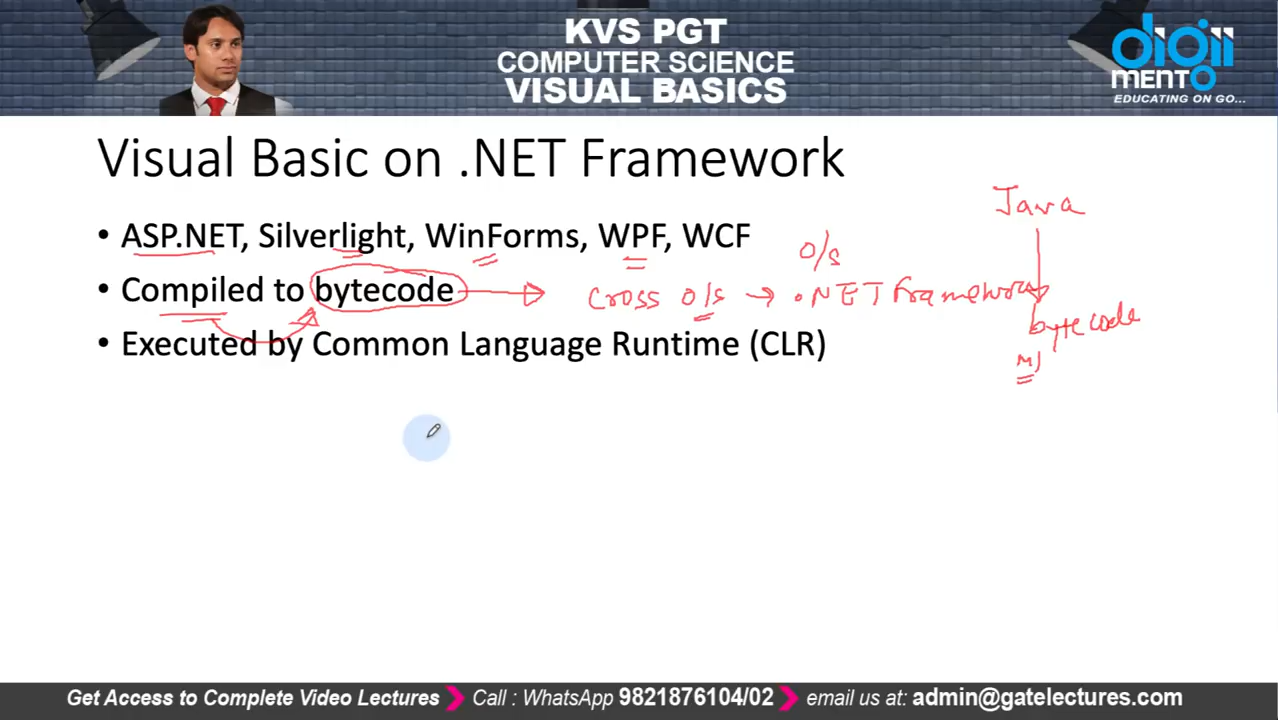 KVS PGT
COMPUTER SCIENCE
VISUAL BASICS
digii
mento
EDUCATING ON GO...
Visual Basic on .NET Framework
Java
• ASP.NET, Silverlight, WinForms, WPF, WCF
O/S
• Compiled to bytecode
Cross O/S → .NET Framework
bytecode
• Executed by Common Language Runtime (CLR)
Get Access to Complete Video Lectures Call : WhatsApp 9821876104/02 email us at: admin@gatelectures.com